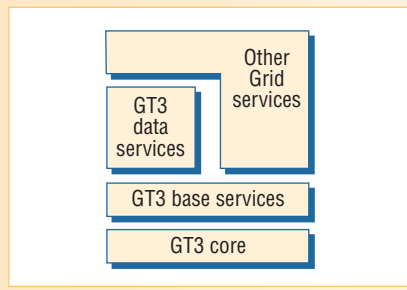 Other
Grid
services
GT3
data
services
GT3 base services
GT3 core